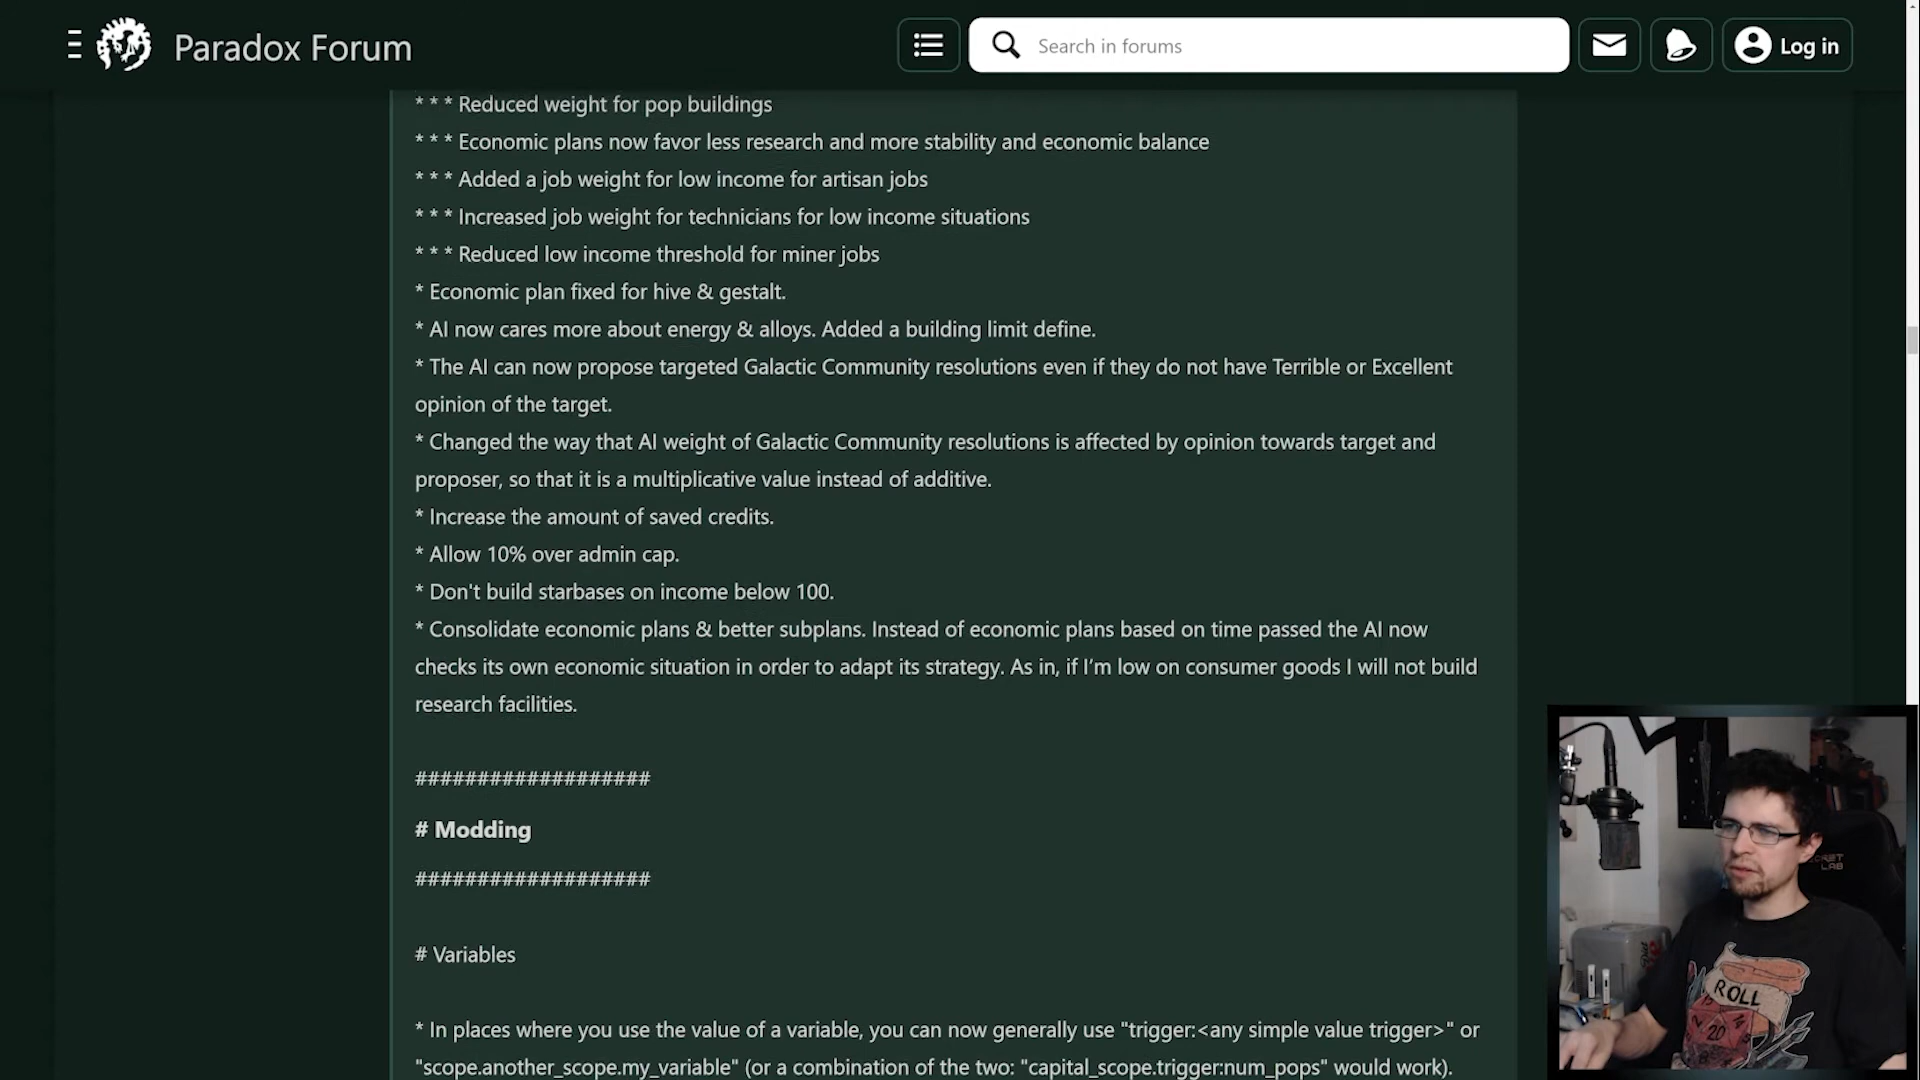 Paradox Forum
Search in forums
Log in
* * * Reduced weight for pop buildings
* * * Economic plans now favor less research and more stability and economic balance
* * * Added a job weight for low income for artisan jobs
* * * Increased job weight for technicians for low income situations
* * * Reduced low income threshold for miner jobs
* Economic plan fixed for hive & gestalt.
* AI now cares more about energy & alloys. Added a building limit define.
* The AI can now propose targeted Galactic Community resolutions even if they do not have Terrible or Excellent
opinion of the target.
* Changed the way that AI weight of Galactic Community resolutions is affected by opinion towards target and
proposer, so that it is a multiplicative value instead of additive.
* Increase the amount of saved credits.
* Allow 10% over admin cap.
* Don't build starbases on income below 100.
* Consolidate economic plans & better subplans. Instead of economic plans based on time passed the AI now
checks its own economic situation in order to adapt its strategy. As in, if I’m low on consumer goods I will not build
research facilities.
###################
# Modding
###################
# Variables
* In places where you use the value of a variable, you can now generally use "trigger:<any simple value trigger>" or
"scope.another_scope.my_variable" (or a combination of the two: "capital_scope.trigger:num_pops" would work).
ROLL
20
LAB